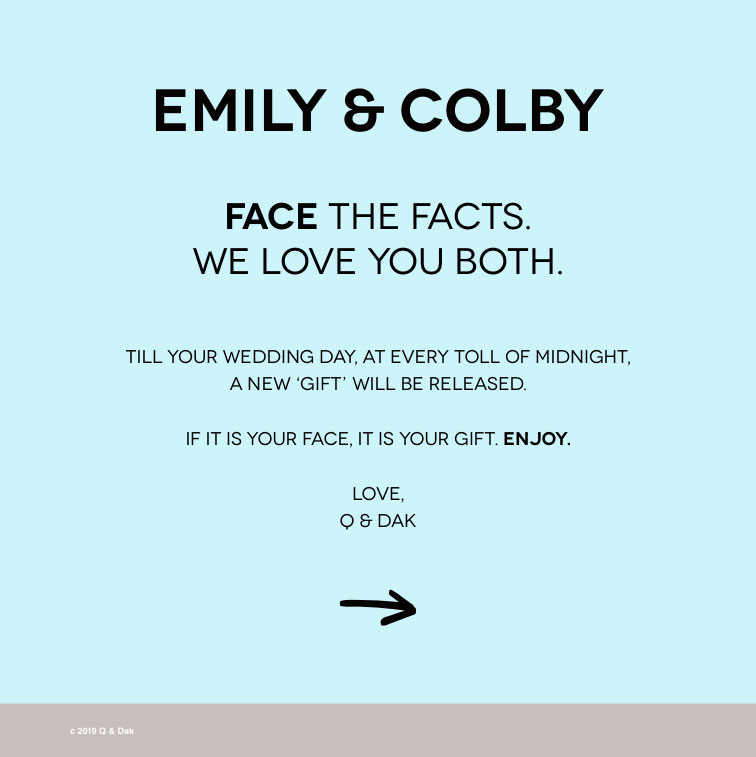 EMILY & COLBY
FACE THE FACTS.
WE LOVE YOU BOTH.
TILL YOUR WEDDING DAY, AT EVERY TOLL OF MIDNIGHT,
A NEW ‘GIFT’ WILL BE RELEASED.
IF IT IS YOUR FACE, IT IS YOUR GIFT. ENJOY.
LOVE,
Q & DAK
c 2019 Q & Dak